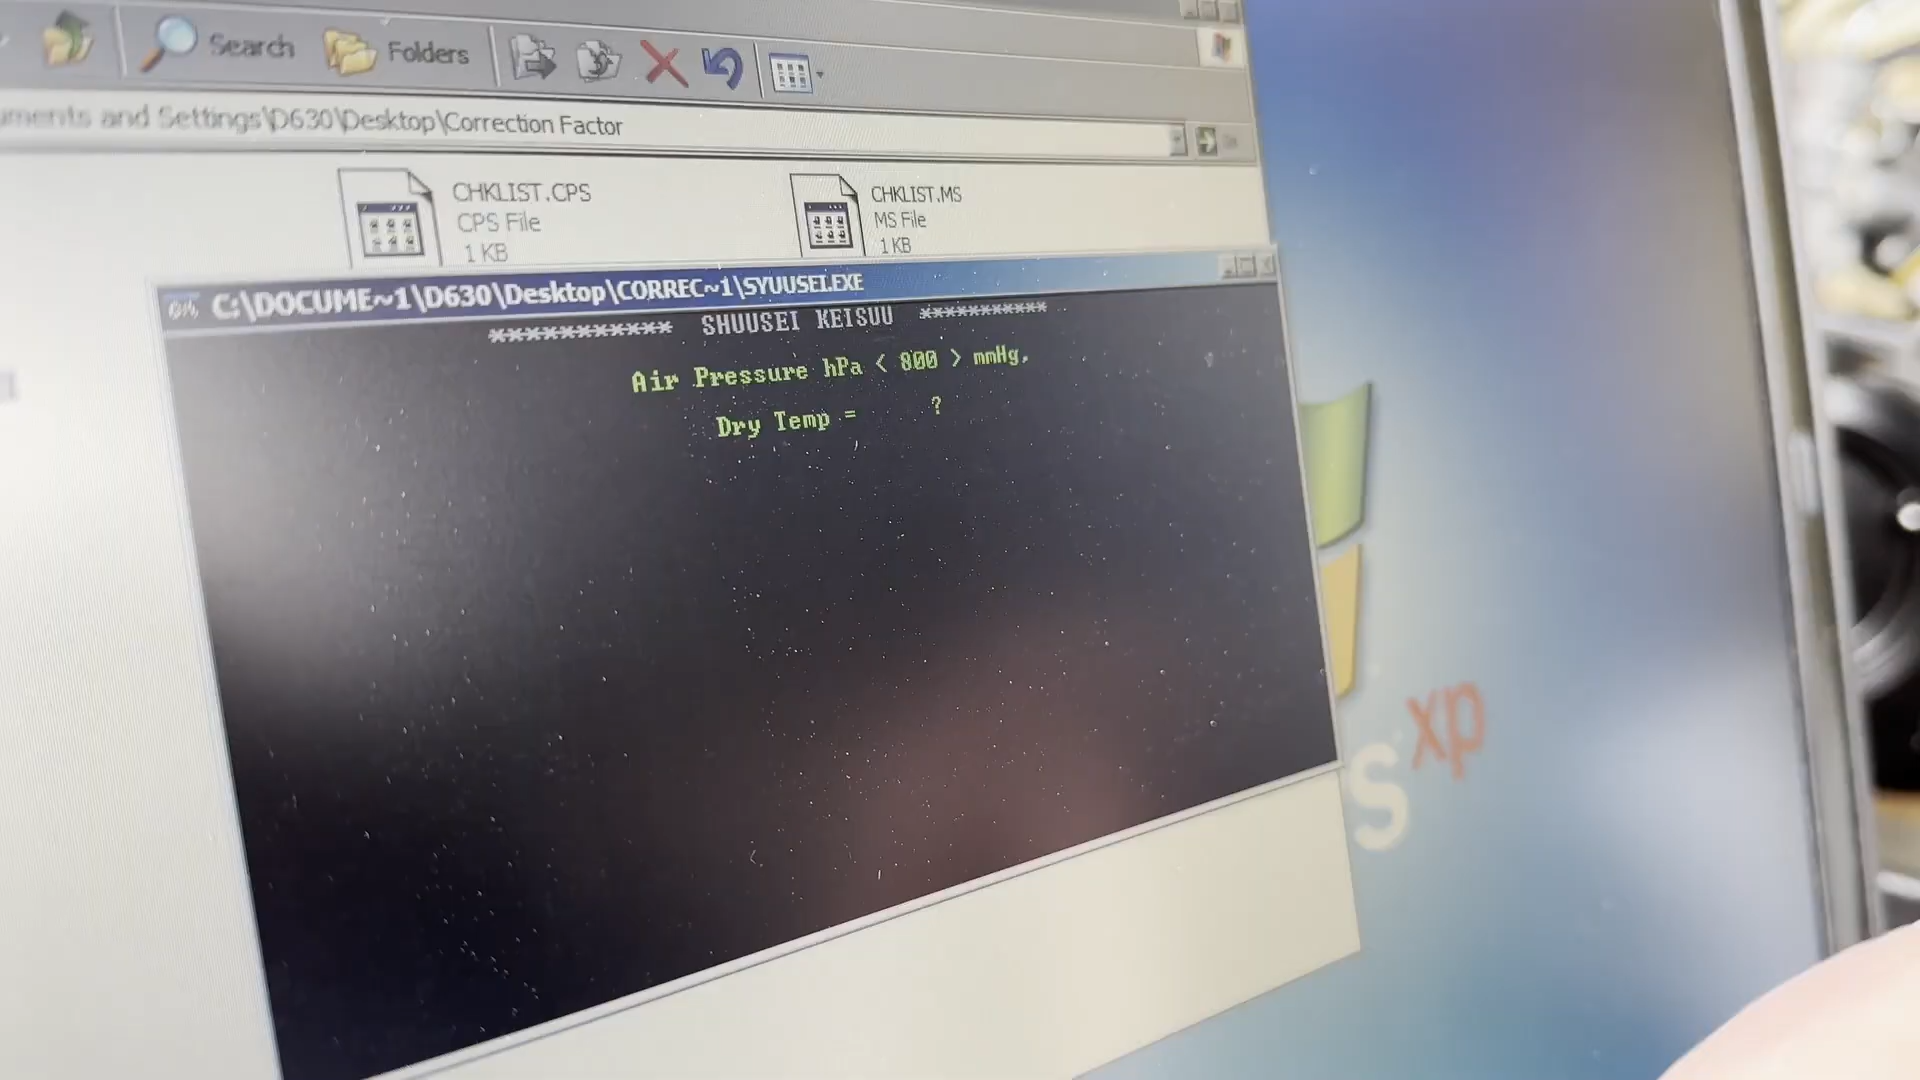 Search Folders
uments and Settings\D630\Desktop\Correction Factor
CHKLIST.CPS
CPS File
1 KB
CHKLIST.MS
MS File
1 KB
C:\DOCUME~1\D630\Desktop\CORREC~1\SYUUSEI.EXE
*********** SHUUSEI KEISUU ***********
Air Pressure hPa < 800 > mmHg,
Dry Temp = ?
s xp